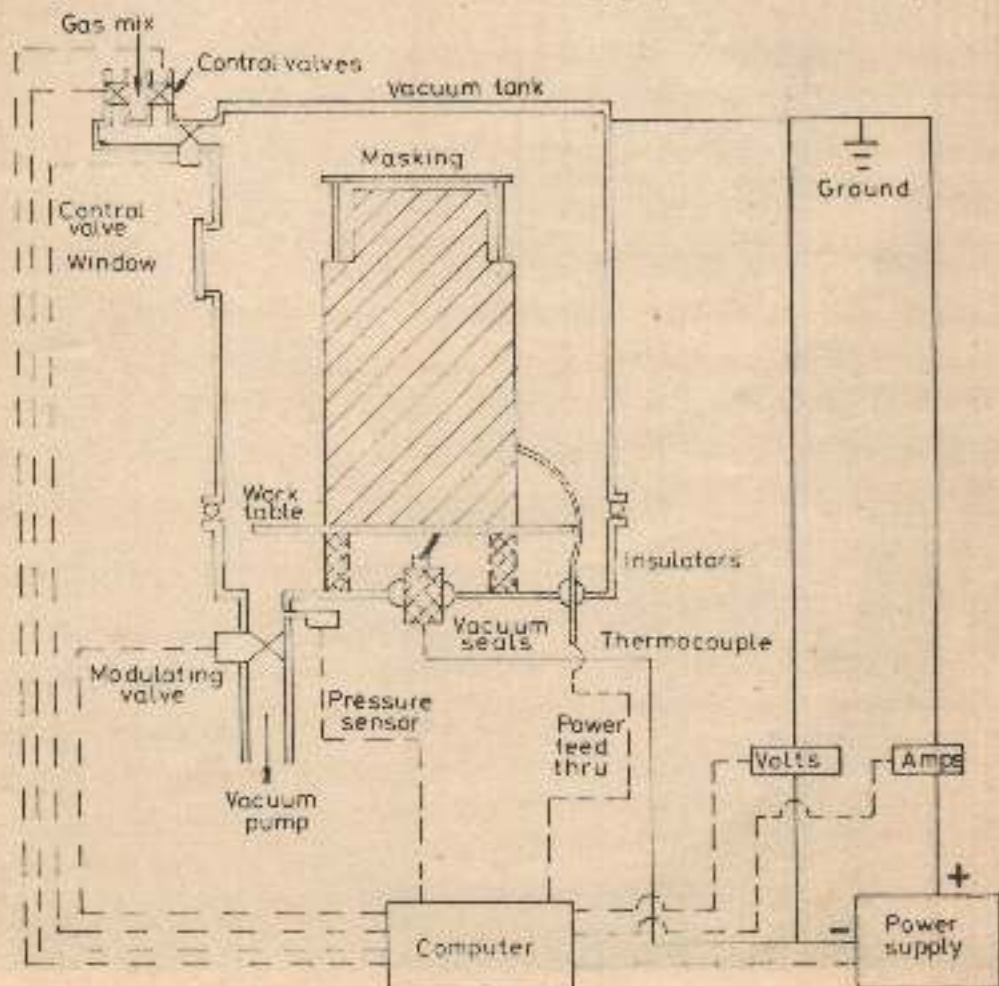 Gas mix
Control valves
Vacuum tank
Masking
Ground
Control
valve
Window
Work
table
Insulators
Vacuum
seals
Thermocouple
Modulating
valve
Pressure
sensor
Power
feed
thru
Volts
Amps
Vacuum
pump
+
-
Computer
Power
supply